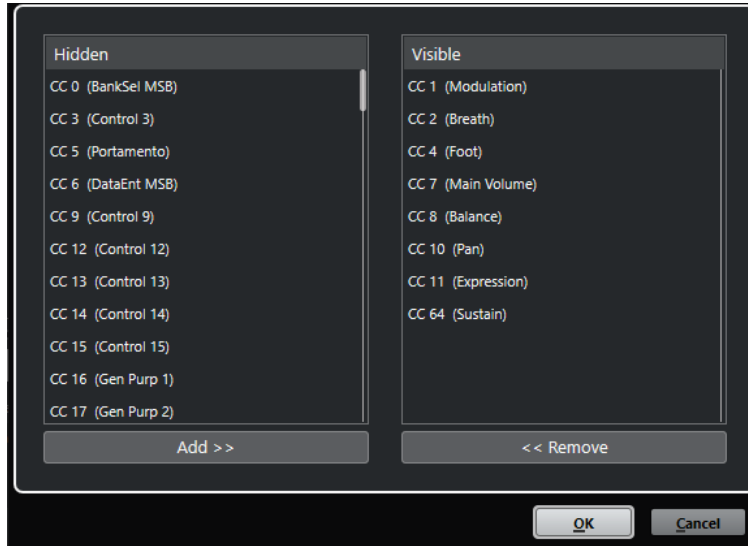 Hidden
CC 0 (BankSel MSB)
CC 3 (Control 3)
CC 5 (Portamento)
CC 6 (DataEnt MSB)
CC 9 (Control 9)
CC 12 (Control 12)
CC 13 (Control 13)
CC 14 (Control 14)
CC 15 (Control 15)
CC 16 (Gen Purp 1)
CC 17 (Gen Purp 2)
Add >>
Visible
CC 1 (Modulation)
CC 2 (Breath)
CC 4 (Foot)
CC 7 (Main Volume)
CC 8 (Balance)
CC 10 (Pan)
CC 11 (Expression)
CC 64 (Sustain)
<< Remove
OK
Cancel